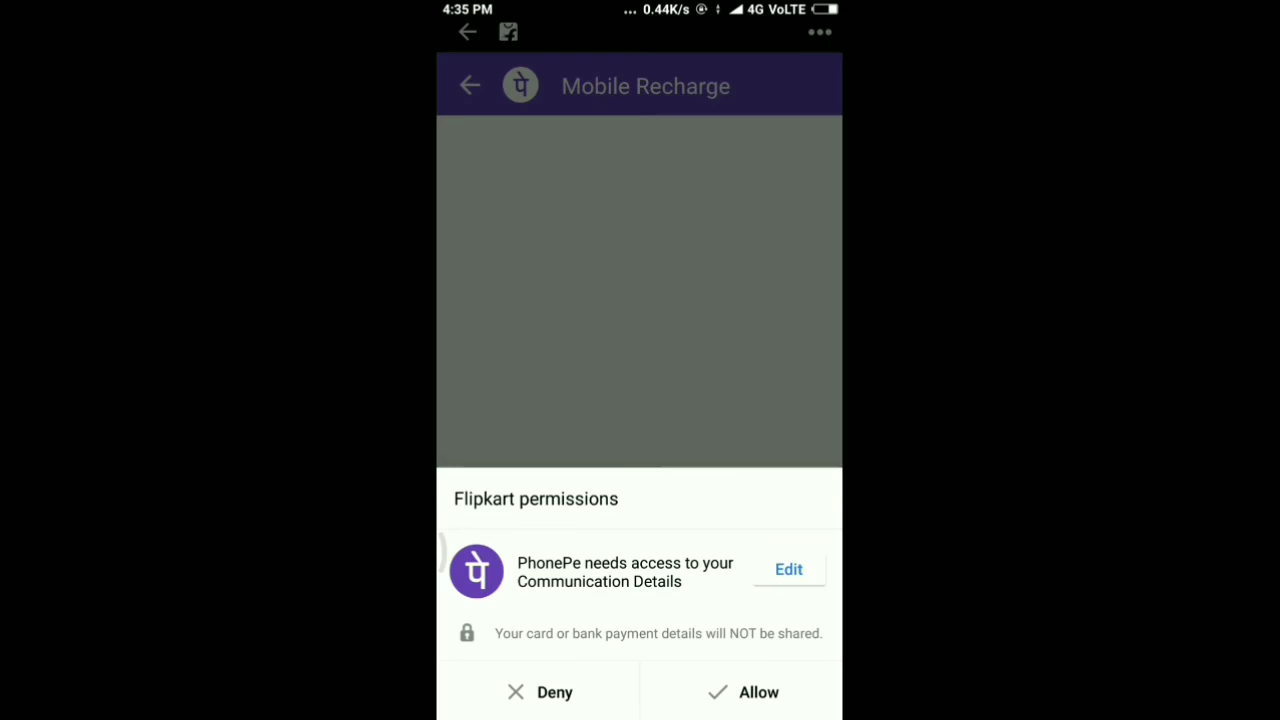 4:35 PM ... 0.44K/s 4G VoLTE
पे Mobile Recharge
Flipkart permissions
पे
PhonePe needs access to your
Communication Details
Edit
Your card or bank payment details will NOT be shared.
Deny Allow